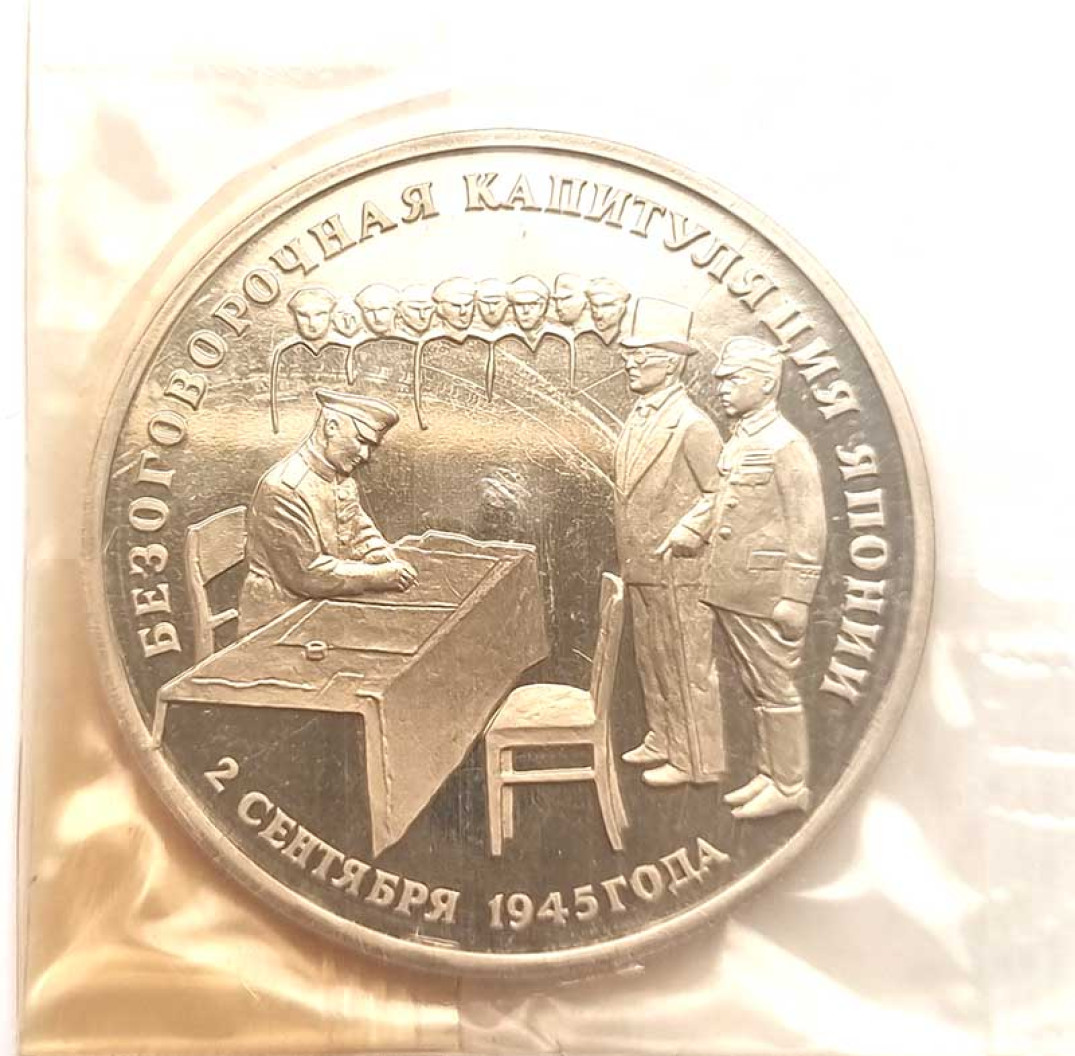 БЕЗОГОВОРОЧНАЯ КАПИТУЛЯЦИЯ ЯПОНИИ
2 СЕНТЯБРЯ 1945 ГОДА